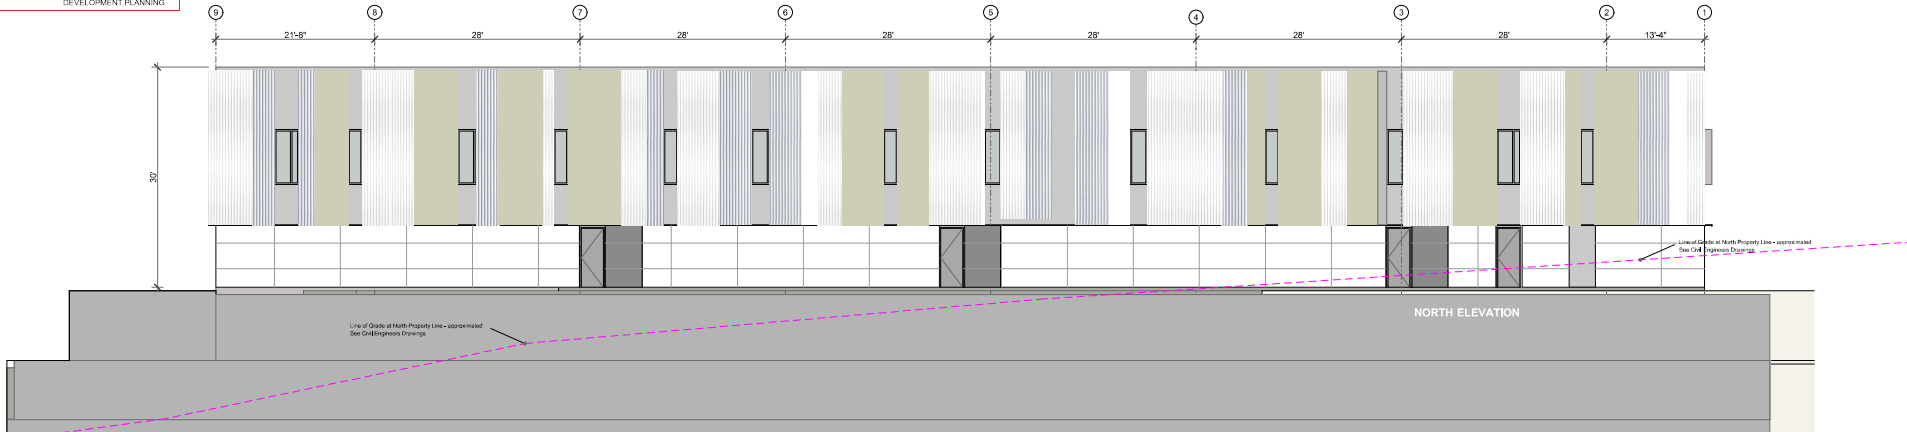 DEVELOPMENT PLANNING
9 8 7 6 5 4 3 2 1
21'-8" 28' 28' 28' 28' 28' 28' 13'-4"
30'
Line of Grade at North Property Line - approximated
See Civil Engineers Drawings
NORTH ELEVATION
Line of Grade at North Property Line - approximated
See Civil Engineers Drawings